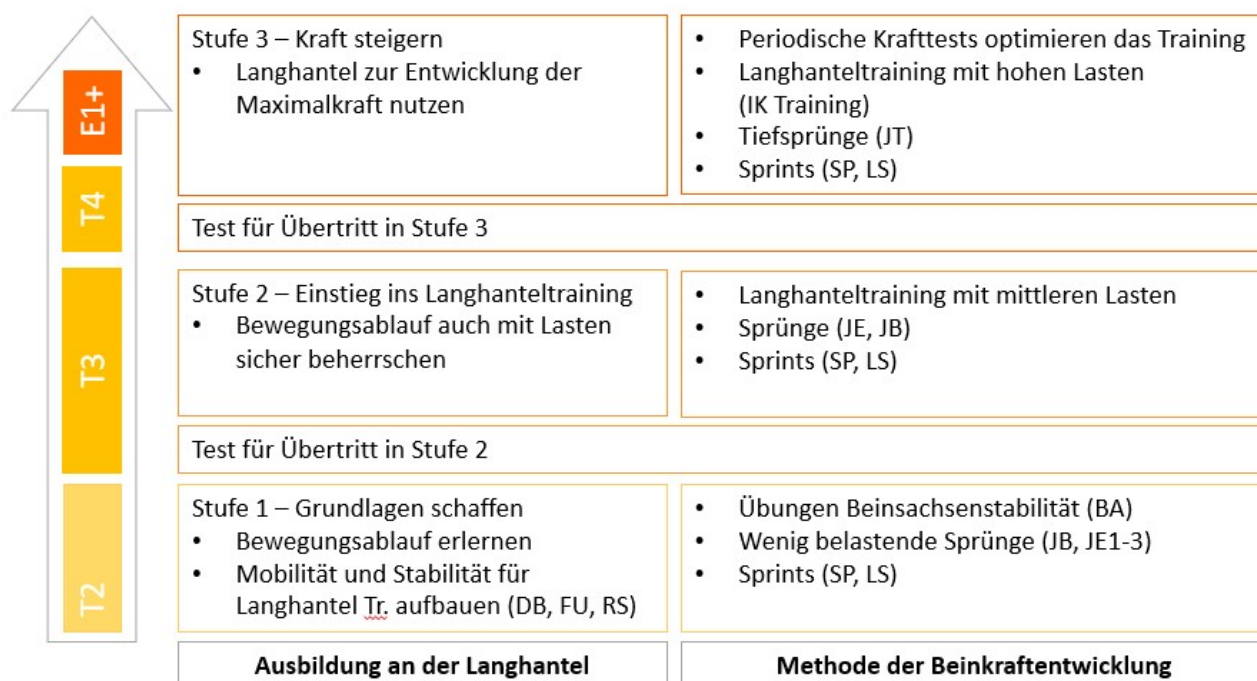 E1+
T4
T3
T2
Stufe 3 – Kraft steigern
• Langhantel zur Entwicklung der
Maximalkraft nutzen
• Periodische Krafttests optimieren das Training
• Langhanteltraining mit hohen Lasten
(IK Training)
• Tiefsprünge (JT)
• Sprints (SP, LS)
Test für Übertritt in Stufe 3
Stufe 2 – Einstieg ins Langhanteltraining
• Bewegungsablauf auch mit Lasten
sicher beherrschen
• Langhanteltraining mit mittleren Lasten
• Sprünge (JE, JB)
• Sprints (SP, LS)
Test für Übertritt in Stufe 2
Stufe 1 – Grundlagen schaffen
• Bewegungsablauf erlernen
• Mobilität und Stabilität für
Langhantel Tr. aufbauen (DB, FU, RS)
• Übungen Beinsachsenstabilität (BA)
• Wenig belastende Sprünge (JB, JE1-3)
• Sprints (SP, LS)
Ausbildung an der Langhantel
Methode der Beinkraftentwicklung